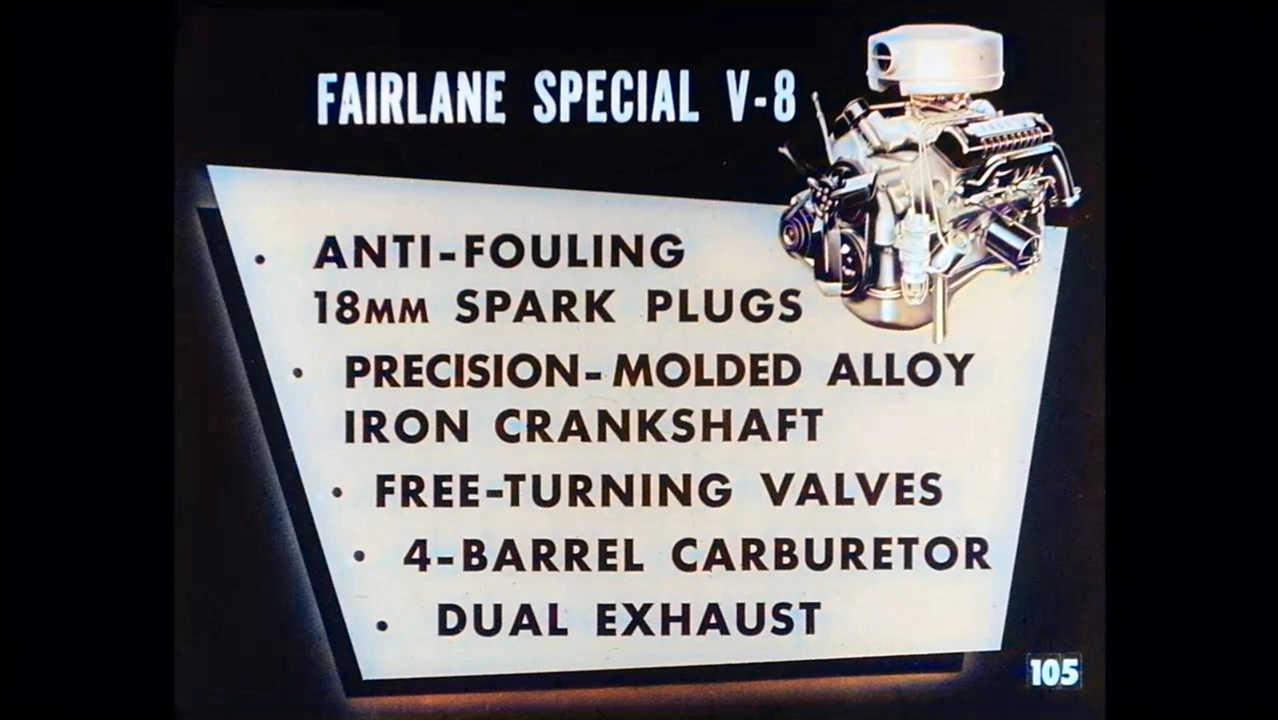 FAIRLANE SPECIAL V-8
• ANTI-FOULING
18MM SPARK PLUGS
• PRECISION-MOLDED ALLOY
IRON CRANKSHAFT
• FREE-TURNING VALVES
• 4-BARREL CARBURETOR
• DUAL EXHAUST
105